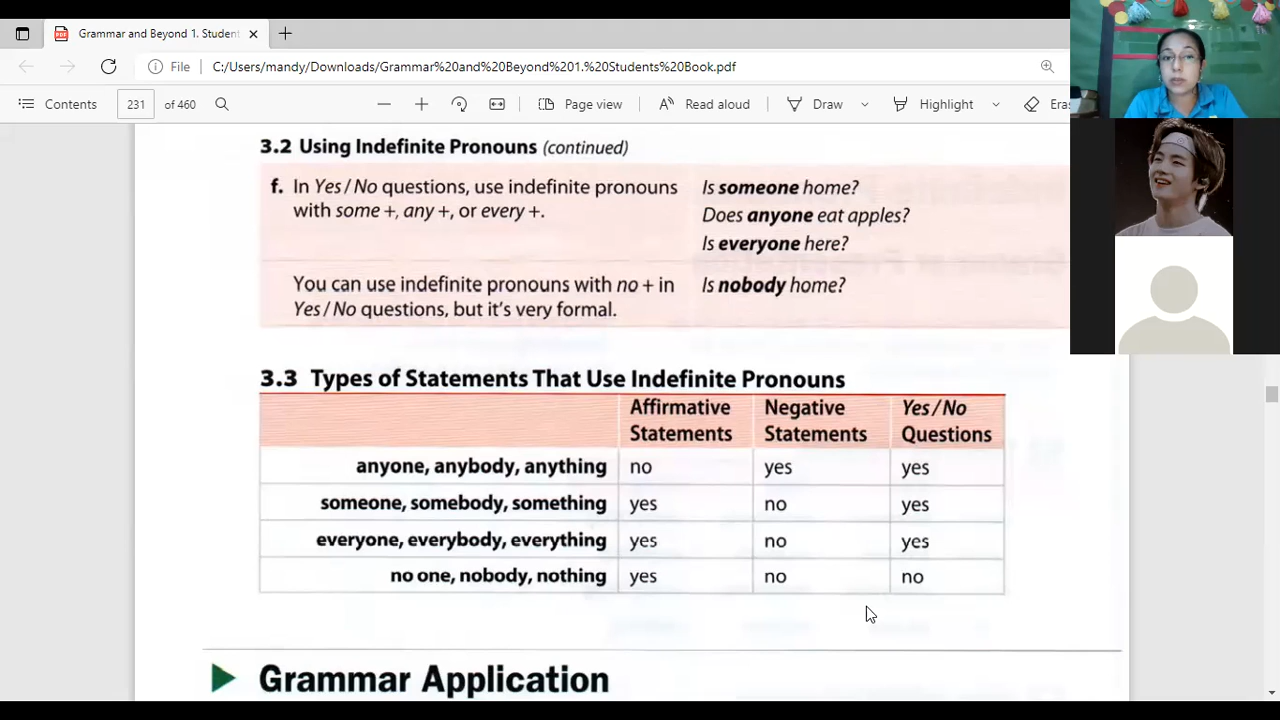 Grammar and Beyond 1. Student
File C:/Users/mandy/Downloads/Grammar%20and%20Beyond%201.%20Students%20Book.pdf
Contents 231 of 460 Page view Read aloud Draw Highlight Eras
3.2 Using Indefinite Pronouns (continued)
f. In Yes/No questions, use indefinite pronouns
with some +, any +, or every +.
Is someone home?
Does anyone eat apples?
Is everyone here?
You can use indefinite pronouns with no + in
Yes/No questions, but it's very formal.
Is nobody home?
3.3 Types of Statements That Use Indefinite Pronouns
Affirmative Statements Negative Statements Yes/No Questions
anyone, anybody, anything no yes yes
someone, somebody, something yes no yes
everyone, everybody, everything yes no yes
no one, nobody, nothing yes no no
Grammar Application